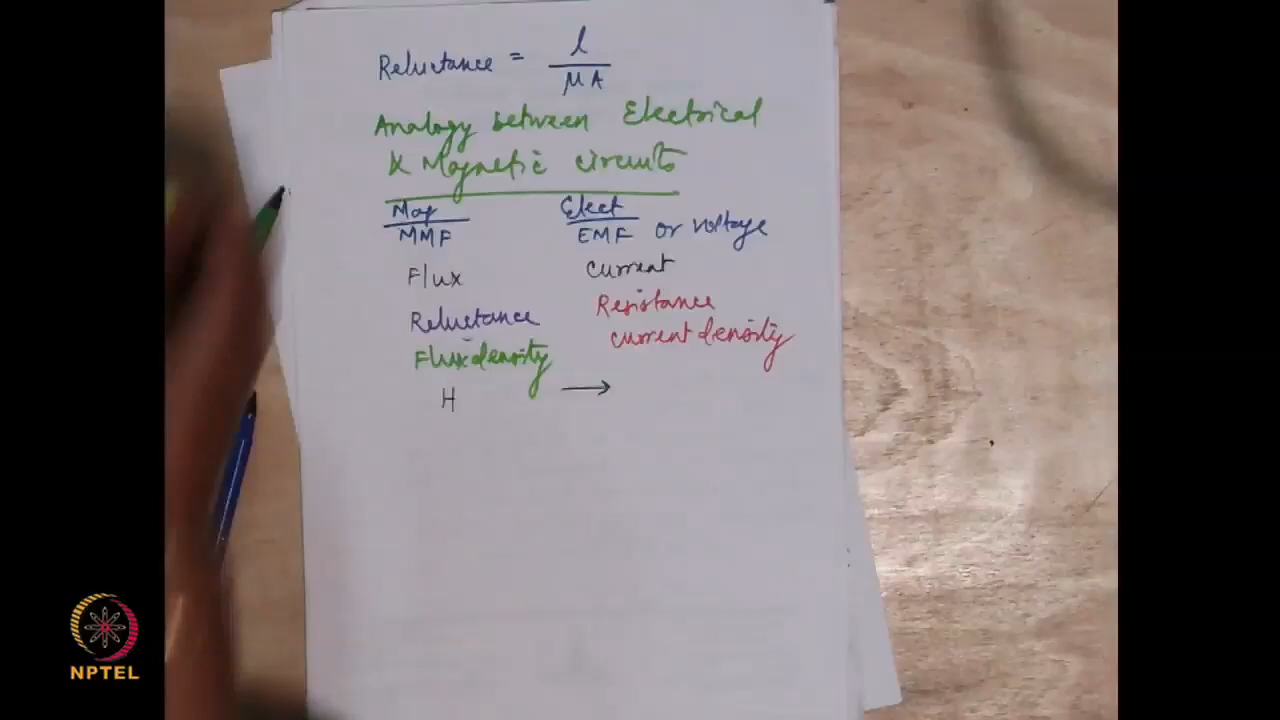 Reluctance = l / μA
Analogy between Electrical
& Magnetic circuits
Mag Elect
MMF EMF or voltage
Flux current
Reluctance Resistance
Flux density current density
H →
NPTEL